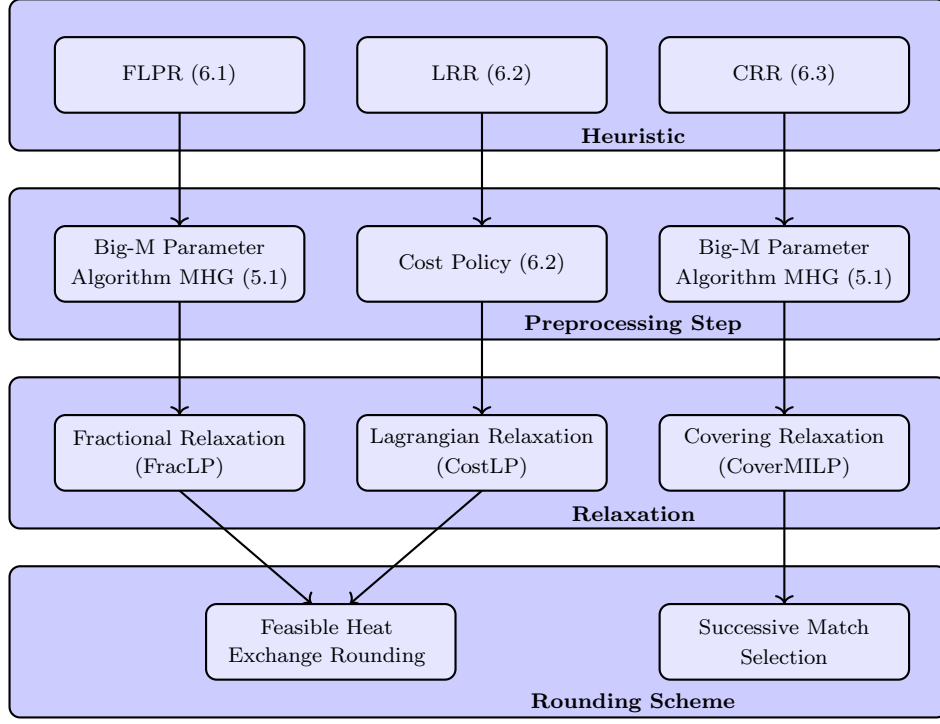 FLPR (6.1)
LRR (6.2)
CRR (6.3)
Heuristic
Big-M Parameter
Algorithm MHG (5.1)
Cost Policy (6.2)
Big-M Parameter
Algorithm MHG (5.1)
Preprocessing Step
Fractional Relaxation
(FracLP)
Lagrangian Relaxation
(CostLP)
Covering Relaxation
(CoverMILP)
Relaxation
Feasible Heat
Exchange Rounding
Successive Match
Selection
Rounding Scheme